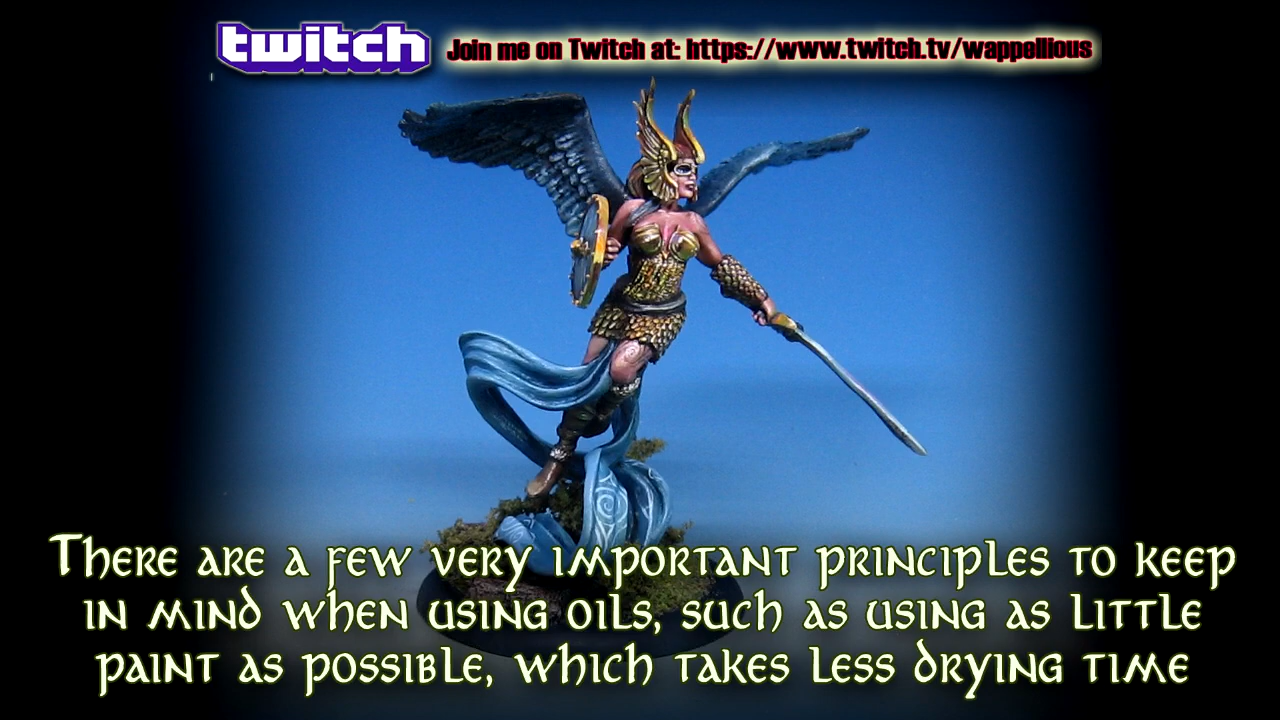 twitch Join me on Twitch at: https://www.twitch.tv/wappellious
There are a few very important principles to keep
in mind when using oils, such as using as little
paint as possible, which takes less drying time